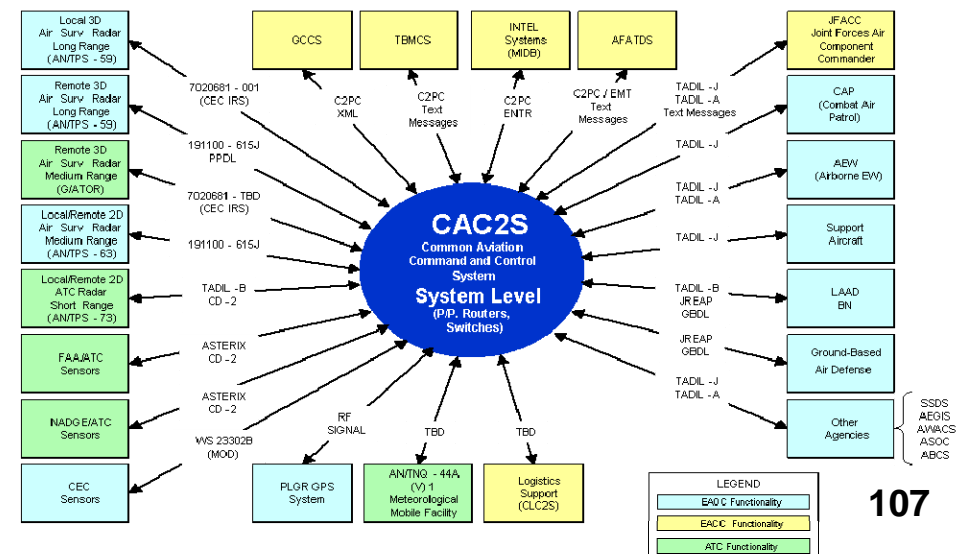 Local 3D
Air Surv Radar
Long Range
(AN/TPS - 59)
Remote 3D
Air Surv Radar
Long Range
(AN/TPS - 59)
Remote 3D
Air Surv Radar
Medium Range
(G/ATOR)
Local/Remote 2D
Air Surv Radar
Medium Range
(AN/TPS - 63)
Local/Remote 2D
ATC Radar
Short Range
(AN/TPS - 73)
FAA/ATC
Sensors
NADGE/ATC
Sensors
CEC
Sensors
GCCS
TBMCS
INTEL
Systems
(MIDB)
AFATDS
JFACC
Joint Forces Air
Component
Commander
CAP
(Combat Air
Patrol)
AEW
(Airborne EW)
Support
Aircraft
LAAD
BN
Ground-Based
Air Defense
Other
Agencies
SSDS
AEGIS
AWACS
ASOC
ABCS
7020681 - 001
(CEC IRS)
191100 - 615J
PPDL
7020681 - TBD
(CEC IRS)
191100 - 615J
TADIL -B
CD -2
ASTERIX
CD -2
ASTERIX
CD -2
WS 23302B
(MOD)
C2PC
XML
C2PC
Text
Messages
C2PC
ENTR
C2PC / EMT
Text
Messages
TADIL -J
TADIL -A
Text Messages
TADIL -J
TADIL -J
TADIL -A
TADIL -J
TADIL -B
JREAP
GBDL
JREAP
GBDL
TADIL -J
TADIL -A
CAC2S
Common Aviation
Command and Control
System
System Level
(P/P. Routers,
Switches)
RF
SIGNAL
TBD
TBD
PLGR GPS
System
AN/TNQ - 44A
(V) 1
Meteorological
Mobile Facility
Logistics
Support
(CLC2S)
LEGEND
EAOC Functionality
EACIC Functionality
ATC Functionality
107